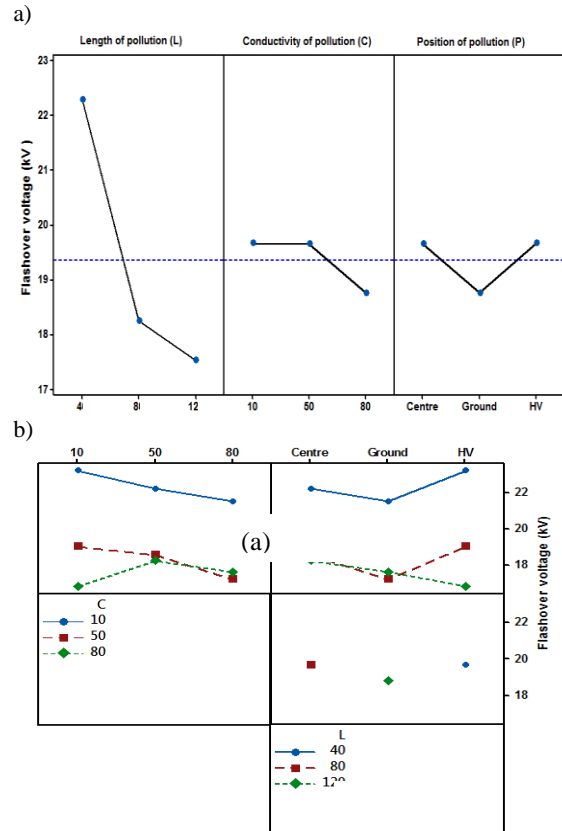 a)
Length of pollution (L) Conductivity of pollution (C) Position of pollution (P)
23
22
21
20
19
18
17
Flashover voltage (kV)
4 8 12 10 50 80 Centre Ground HV
b)
10 50 80 Centre Ground HV
22
20
18
16
(a)
C
10
50
80
22
20
18
Flashover voltage (kV)
L
40
80
120